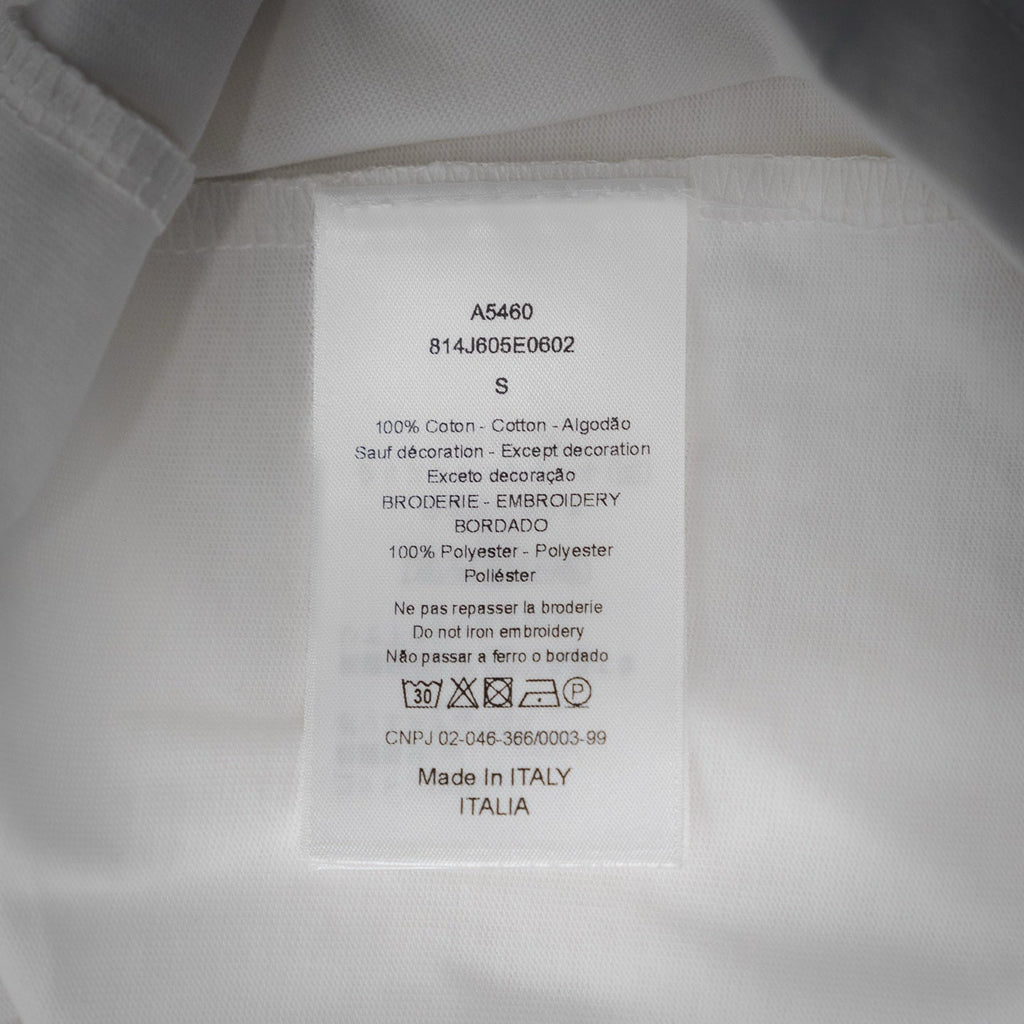 A5460
814J605E0602
S
100% Coton - Cotton - Algodão
Sauf décoration - Except decoration
Exceto decoração
BRODERIE - EMBROIDERY
BORDADO
100% Polyester - Polyester
Poliéster
Ne pas repasser la broderie
Do not iron embroidery
Não passar a ferro o bordado
30 P
CNPJ 02-046-366/0003-99
Made In ITALY
ITALIA